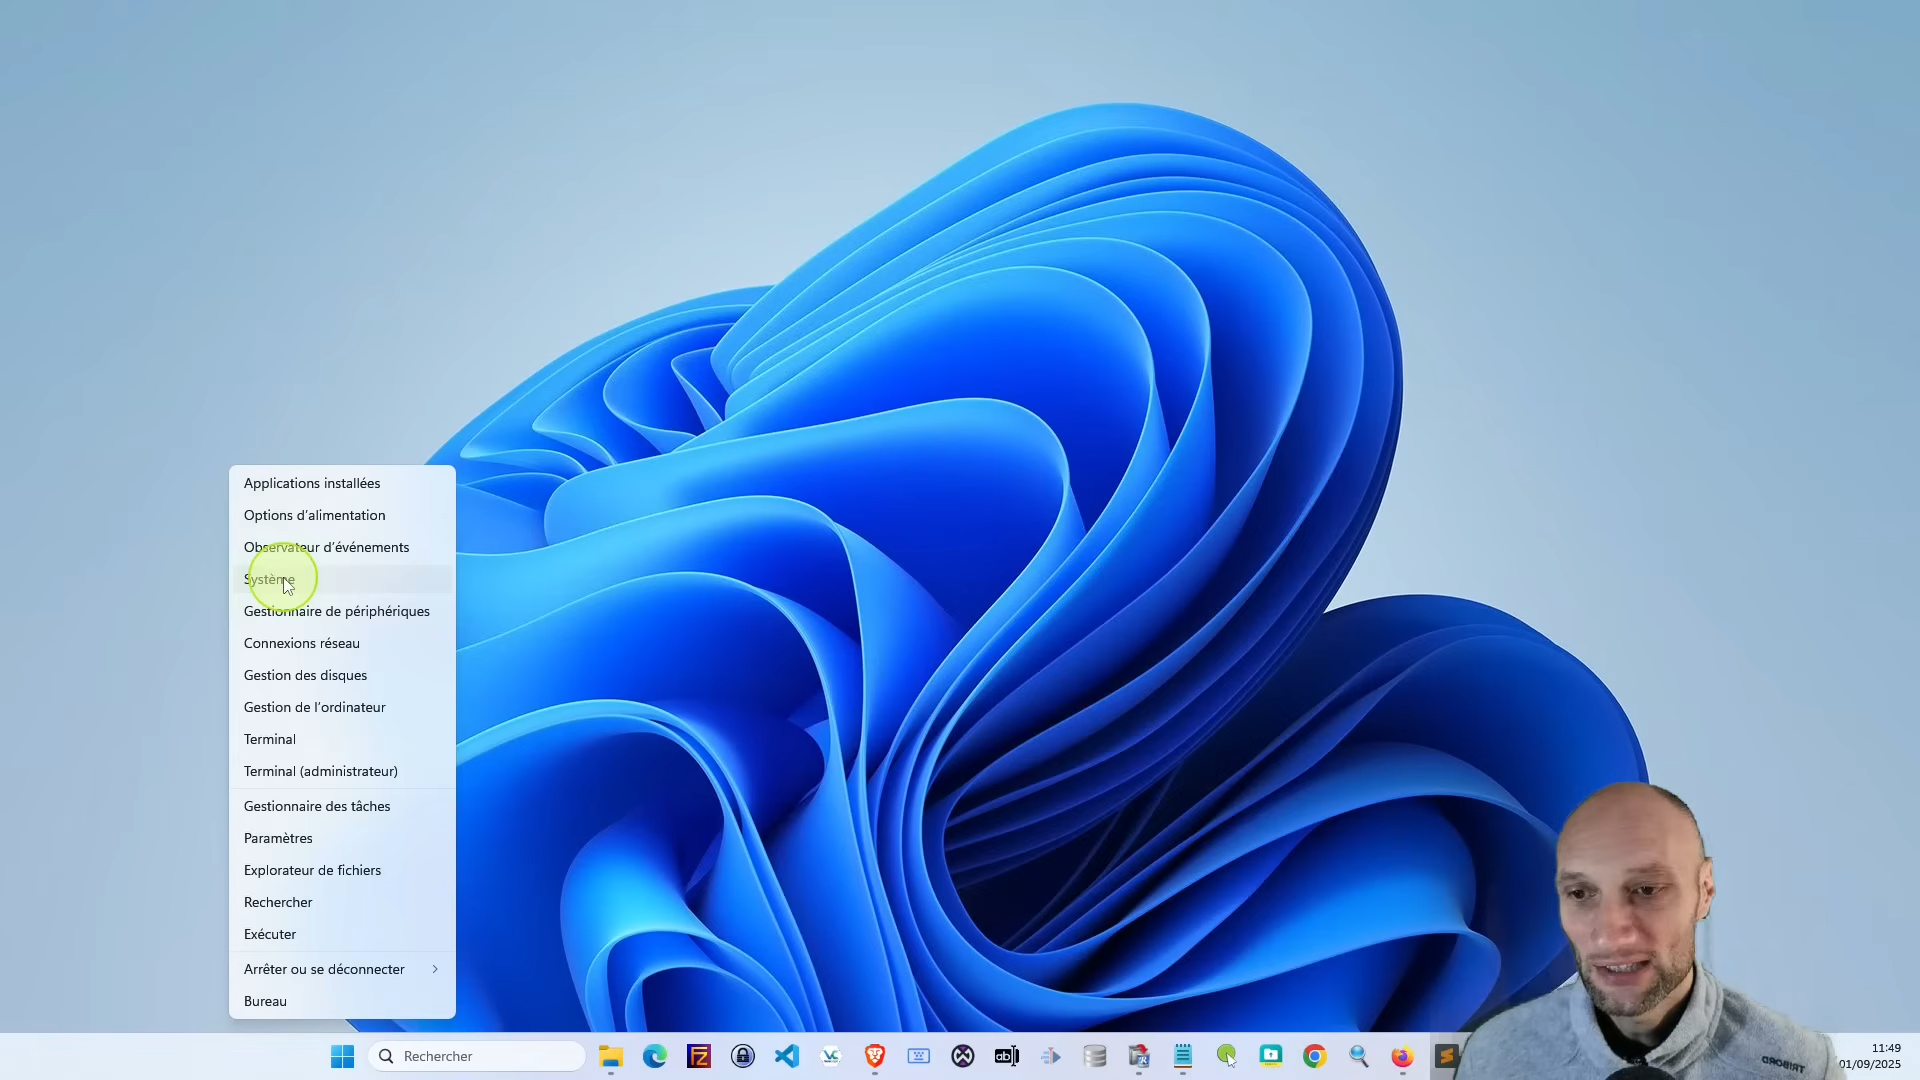 Applications installées
Options d'alimentation
Observateur d'événements
Système
Gestionnaire de périphériques
Connexions réseau
Gestion des disques
Gestion de l'ordinateur
Terminal
Terminal (administrateur)
Gestionnaire des tâches
Paramètres
Explorateur de fichiers
Rechercher
Exécuter
Arrêter ou se déconnecter
Bureau
Rechercher
11:49
01/09/2025